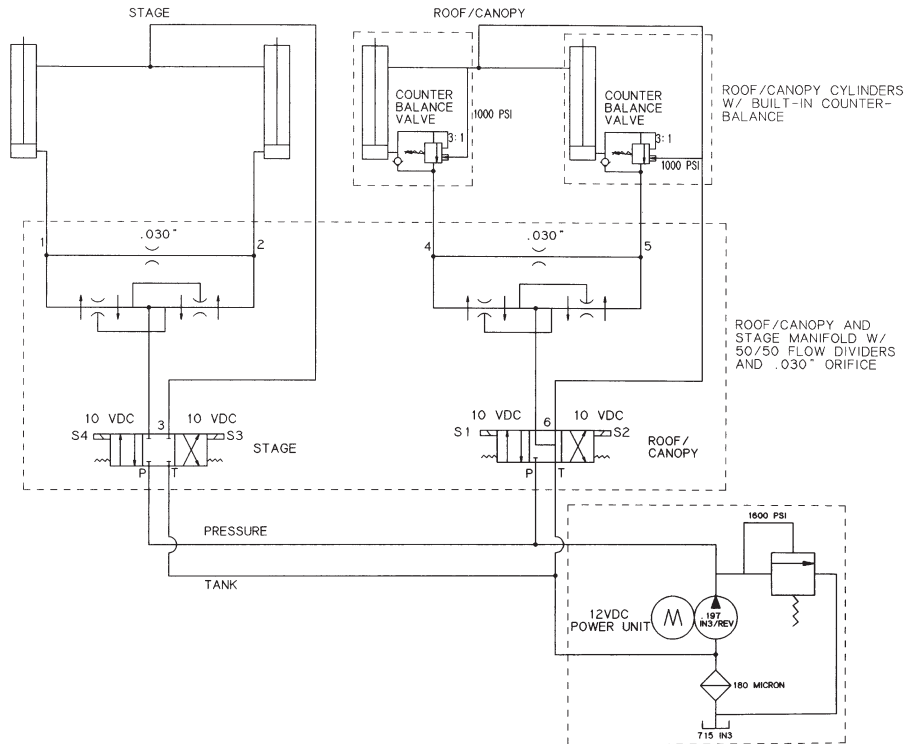 STAGE
ROOF/CANOPY
COUNTER
BALANCE
VALVE
3:1
1000 PSI
COUNTER
BALANCE
VALVE
3:1
1000 PSI
ROOF/CANOPY CYLINDERS
W/ BUILT-IN COUNTER-
BALANCE
1
.030"
2
4
.030"
5
ROOF/CANOPY AND
STAGE MANIFOLD W/
50/50 FLOW DIVIDERS
AND .030" ORIFICE
10 VDC
3
10 VDC
S4
S3
STAGE
P
T
10 VDC
6
10 VDC
S1
S2
ROOF/
CANOPY
P
T
PRESSURE
TANK
1600 PSI
12VDC
POWER UNIT
M
.197
IN3/REV
180 MICRON
715 IN3